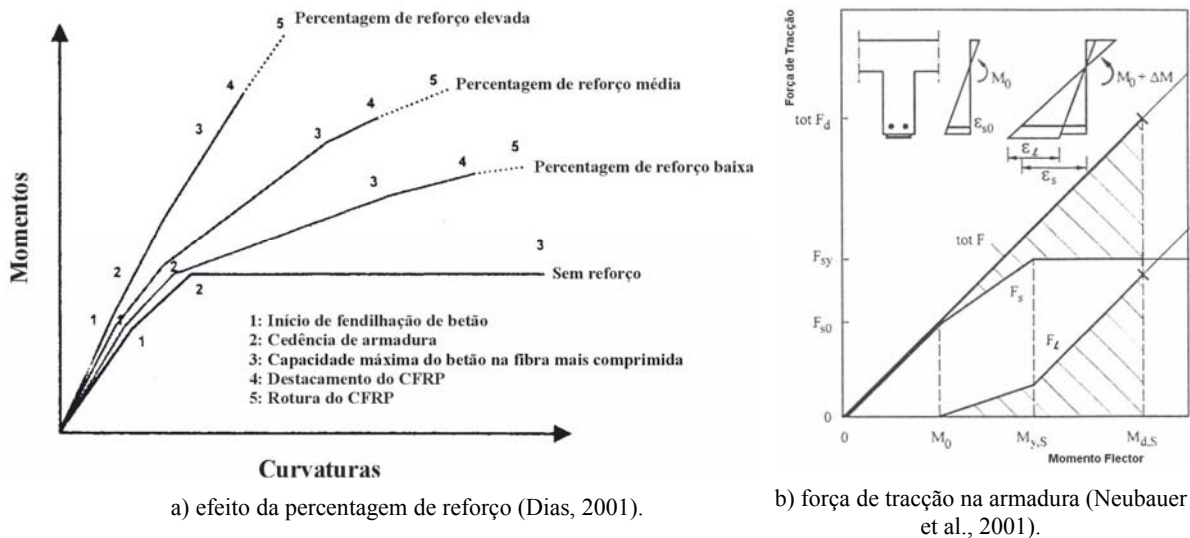 Momentos
5 Percentagem de reforço elevada
4
3
2
1
5
Percentagem de reforço média
4
3
1
5
Percentagem de reforço baixa
4
3
2
3
Sem reforço
2
1
1: Início de fendilhação de betão
2: Cedência de armadura
3: Capacidade máxima do betão na fibra mais comprimida
4: Destacamento do CFRP
5: Rotura do CFRP
Curvaturas
a) efeito da percentagem de reforço (Dias, 2001).
Força de Tracção
M0
M0 + ΔM
εs0
εℓ
εs
tot Fd
tot F
Fsy
Fs
Fs0
Fℓ
0
0 M0 My,S Md,S
Momento Flector
b) força de tracção na armadura (Neubauer
et al., 2001).